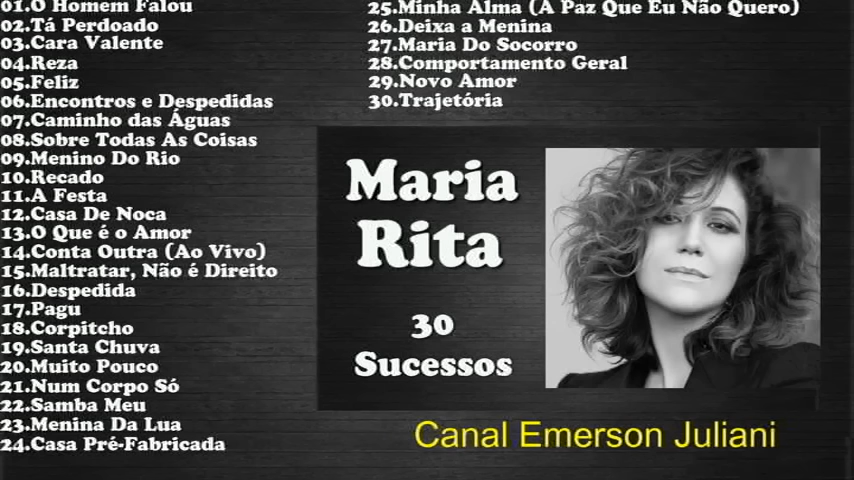 01.O Homem Falou
02.Tá Perdoado
03.Cara Valente
04.Reza
05.Feliz
06.Encontros e Despedidas
07.Caminho das Águas
08.Sobre Todas As Coisas
09.Menino Do Rio
10.Recado
11.A Festa
12.Casa De Noca
13.O Que é o Amor
14.Conta Outra (Ao Vivo)
15.Maltratar, Não é Direito
16.Despedida
17.Pagu
18.Corpitcho
19.Santa Chuva
20.Muito Pouco
21.Num Corpo Só
22.Samba Meu
23.Menina Da Lua
24.Casa Pré-Fabricada
25.Minha Alma (A Paz Que Eu Não Quero)
26.Deixa a Menina
27.Maria Do Socorro
28.Comportamento Geral
29.Novo Amor
30.Trajetória
Maria
Rita
30
Sucessos
Canal Emerson Juliani